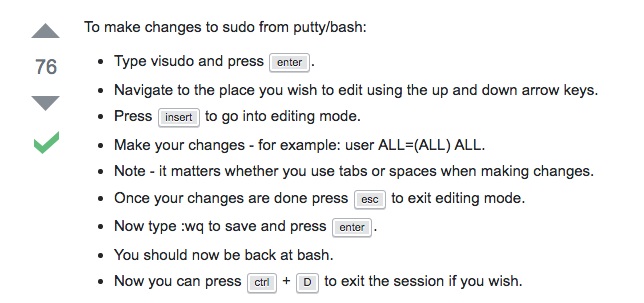 To make changes to sudo from putty/bash:
76
• Type visudo and press enter.
• Navigate to the place you wish to edit using the up and down arrow keys.
• Press insert to go into editing mode.
• Make your changes - for example: user ALL=(ALL) ALL.
• Note - it matters whether you use tabs or spaces when making changes.
• Once your changes are done press esc to exit editing mode.
• Now type :wq to save and press enter.
• You should now be back at bash.
• Now you can press ctrl + D to exit the session if you wish.